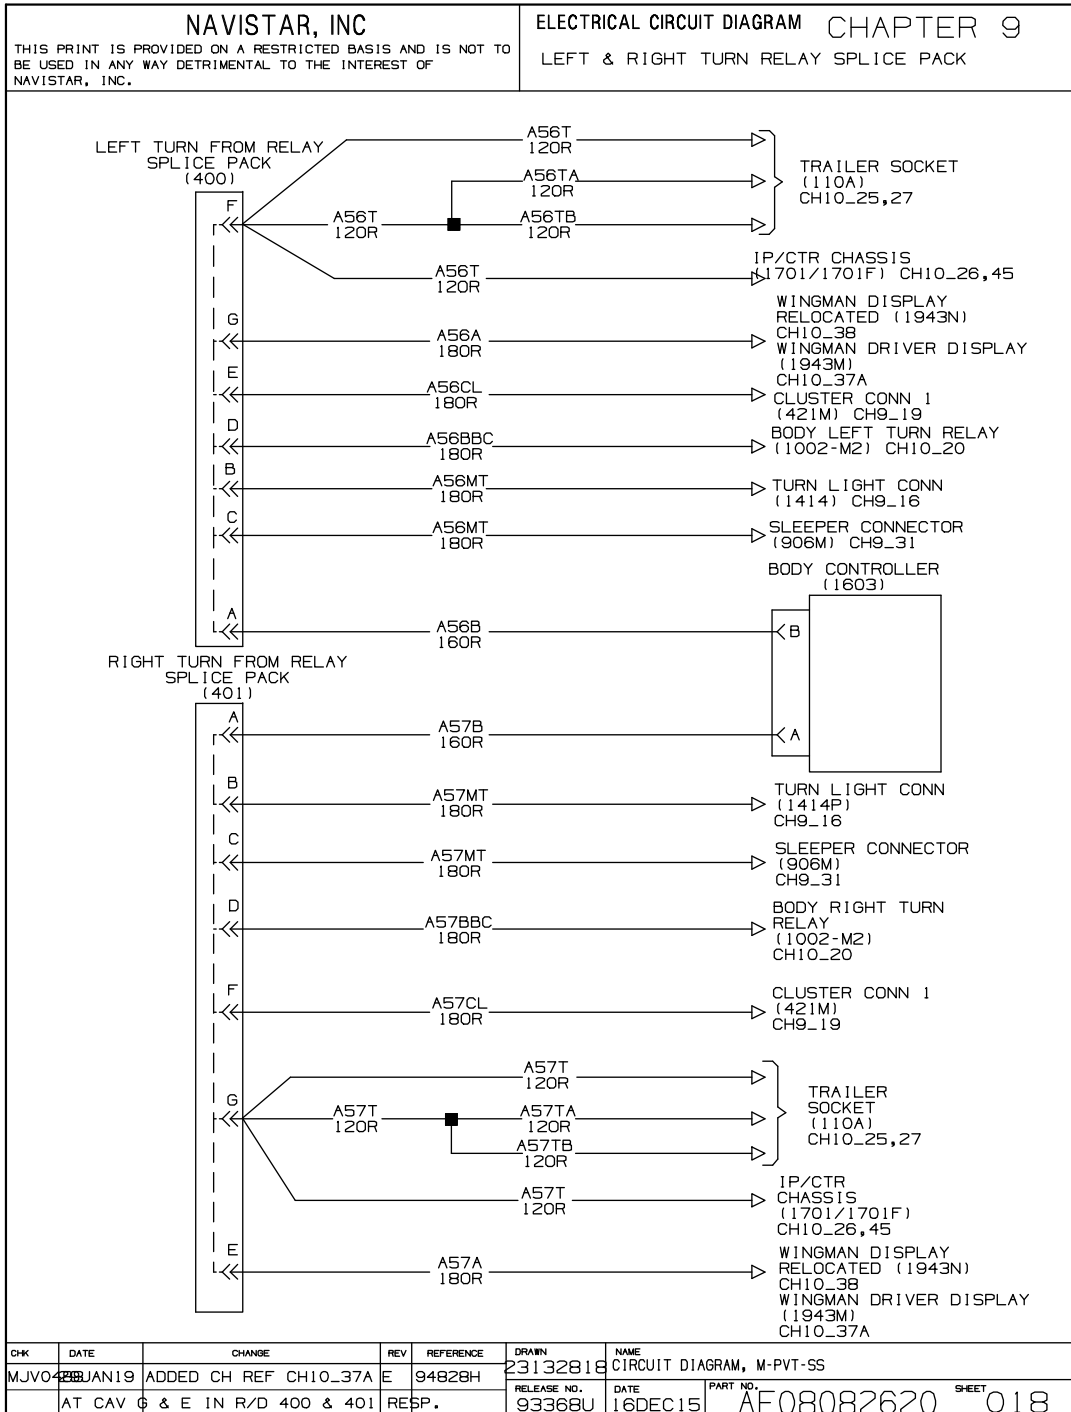 NAVISTAR, INC
THIS PRINT IS PROVIDED ON A RESTRICTED BASIS AND IS NOT TO
BE USED IN ANY WAY DETRIMENTAL TO THE INTEREST OF
NAVISTAR, INC.
ELECTRICAL CIRCUIT DIAGRAM CHAPTER 9
LEFT & RIGHT TURN RELAY SPLICE PACK
LEFT TURN FROM RELAY
SPLICE PACK
(400)
A56T
120R
A56TA
120R
TRAILER SOCKET
(110A)
CH10_25,27
F
A56T
120R
A56TB
120R
A56T
120R
IP/CTR CHASSIS
(1701/1701F) CH10_26,45
G
A56A
180R
WINGMAN DISPLAY
RELOCATED (1943N)
CH10_38
WINGMAN DRIVER DISPLAY
(1943M)
CH10_37A
E
A56CL
180R
CLUSTER CONN 1
(421M) CH9_19
D
A56BBC
180R
BODY LEFT TURN RELAY
(1002-M2) CH10_20
B
A56MT
180R
TURN LIGHT CONN
(1414) CH9_16
C
A56MT
180R
SLEEPER CONNECTOR
(906M) CH9_31
BODY CONTROLLER
(1603)
A
A56B
160R
B
RIGHT TURN FROM RELAY
SPLICE PACK
(401)
A
A57B
160R
A
B
A57MT
180R
TURN LIGHT CONN
(1414P)
CH9_16
C
A57MT
180R
SLEEPER CONNECTOR
(906M)
CH9_31
D
A57BBC
180R
BODY RIGHT TURN
RELAY
(1002-M2)
CH10_20
F
A57CL
180R
CLUSTER CONN 1
(421M)
CH9_19
A57T
120R
G
A57T
120R
A57TA
120R
A57TB
120R
TRAILER
SOCKET
(110A)
CH10_25,27
A57T
120R
IP/CTR
CHASSIS
(1701/1701F)
CH10_26,45
E
A57A
180R
WINGMAN DISPLAY
RELOCATED (1943N)
CH10_38
WINGMAN DRIVER DISPLAY
(1943M)
CH10_37A
CHK DATE CHANGE REV REFERENCE DRAWN NAME
ADDED CH REF CH10_37A E 94828H 23132818 CIRCUIT DIAGRAM, M-PVT-SS
AT CAV G & E IN R/D 400 & 401 RESP.
RELEASE NO. DATE PART NO. SHEET
93368U 16DEC15 AF08082620 018